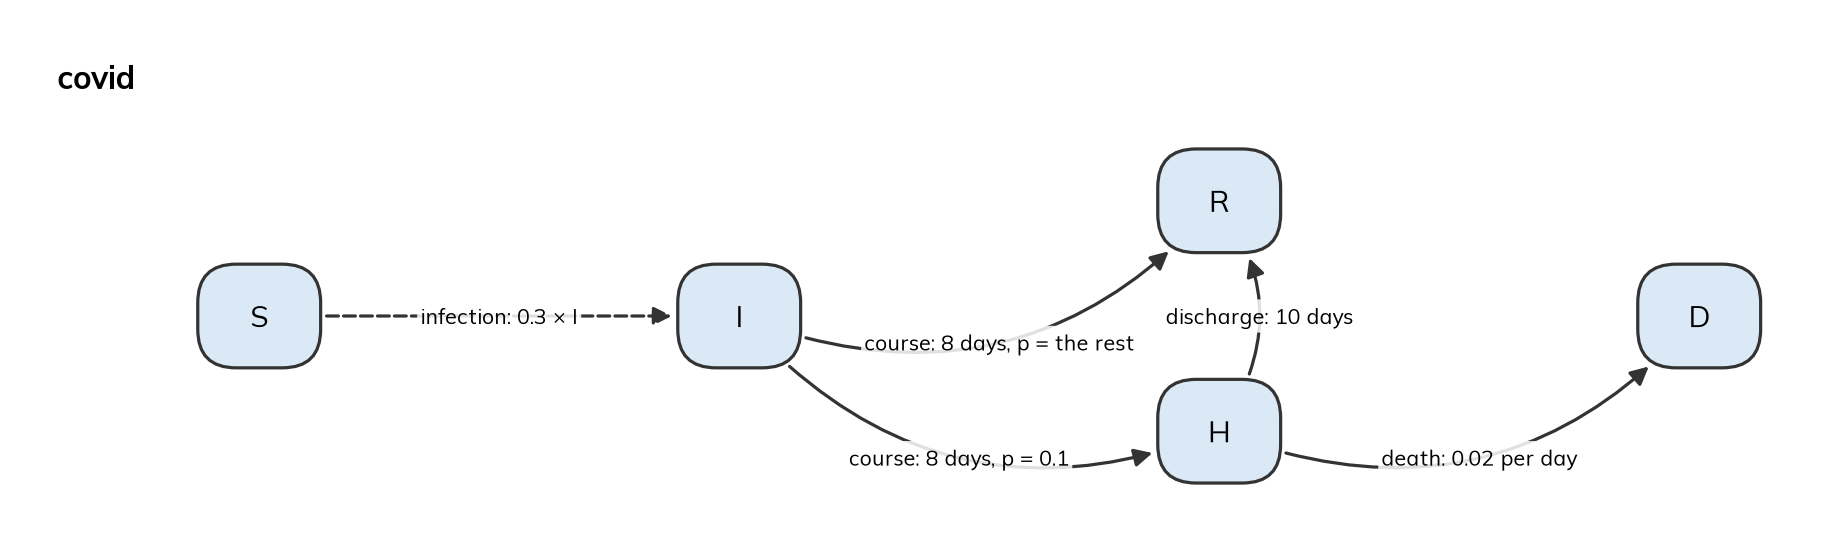 covid
R
S
infection: 0.3 × I
I
discharge: 10 days
D
course: 8 days, p = the rest
H
course: 8 days, p = 0.1
death: 0.02 per day